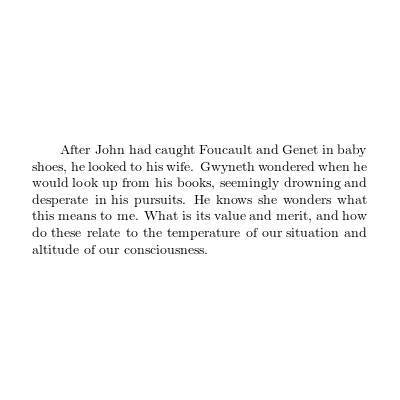 After John had caught Foucault and Genet in baby
shoes, he looked to his wife. Gwyneth wondered when he
would look up from his books, seemingly drowning and
desperate in his pursuits. He knows she wonders what
this means to me. What is its value and merit, and how
do these relate to the temperature of our situation and
altitude of our consciousness.